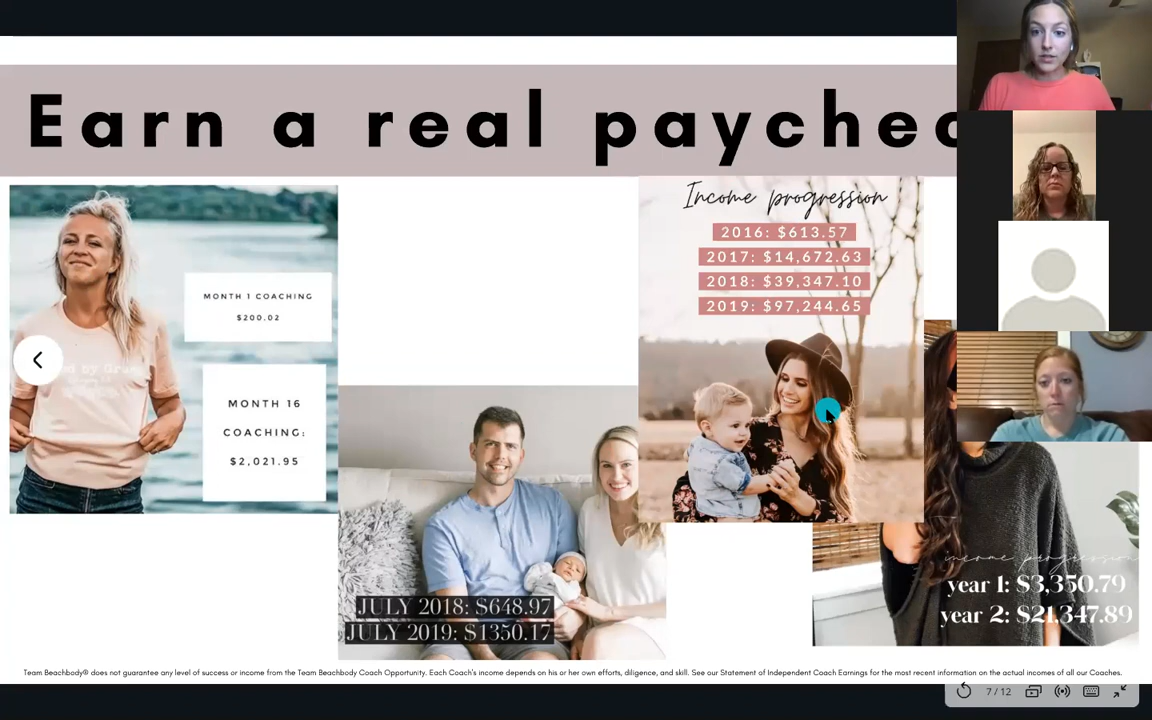 Earn a real paychec
MONTH 1 COACHING
$200.02
MONTH 16
COACHING:
$2,021.95
JULY 2018: $648.97
JULY 2019: $1350.17
Income progression
2016: $613.57
2017: $14,672.63
2018: $39,347.10
2019: $97,244.65
income progression
year 1: $3,350.79
year 2: $21,347.89
Team Beachbody® does not guarantee any level of success or income from the Team Beachbody Coach Opportunity. Each Coach's income depends on his or her own efforts, diligence, and skill. See our Statement of Independent Coach Earnings for the most recent information on the actual incomes of all our Coaches.
7 / 12